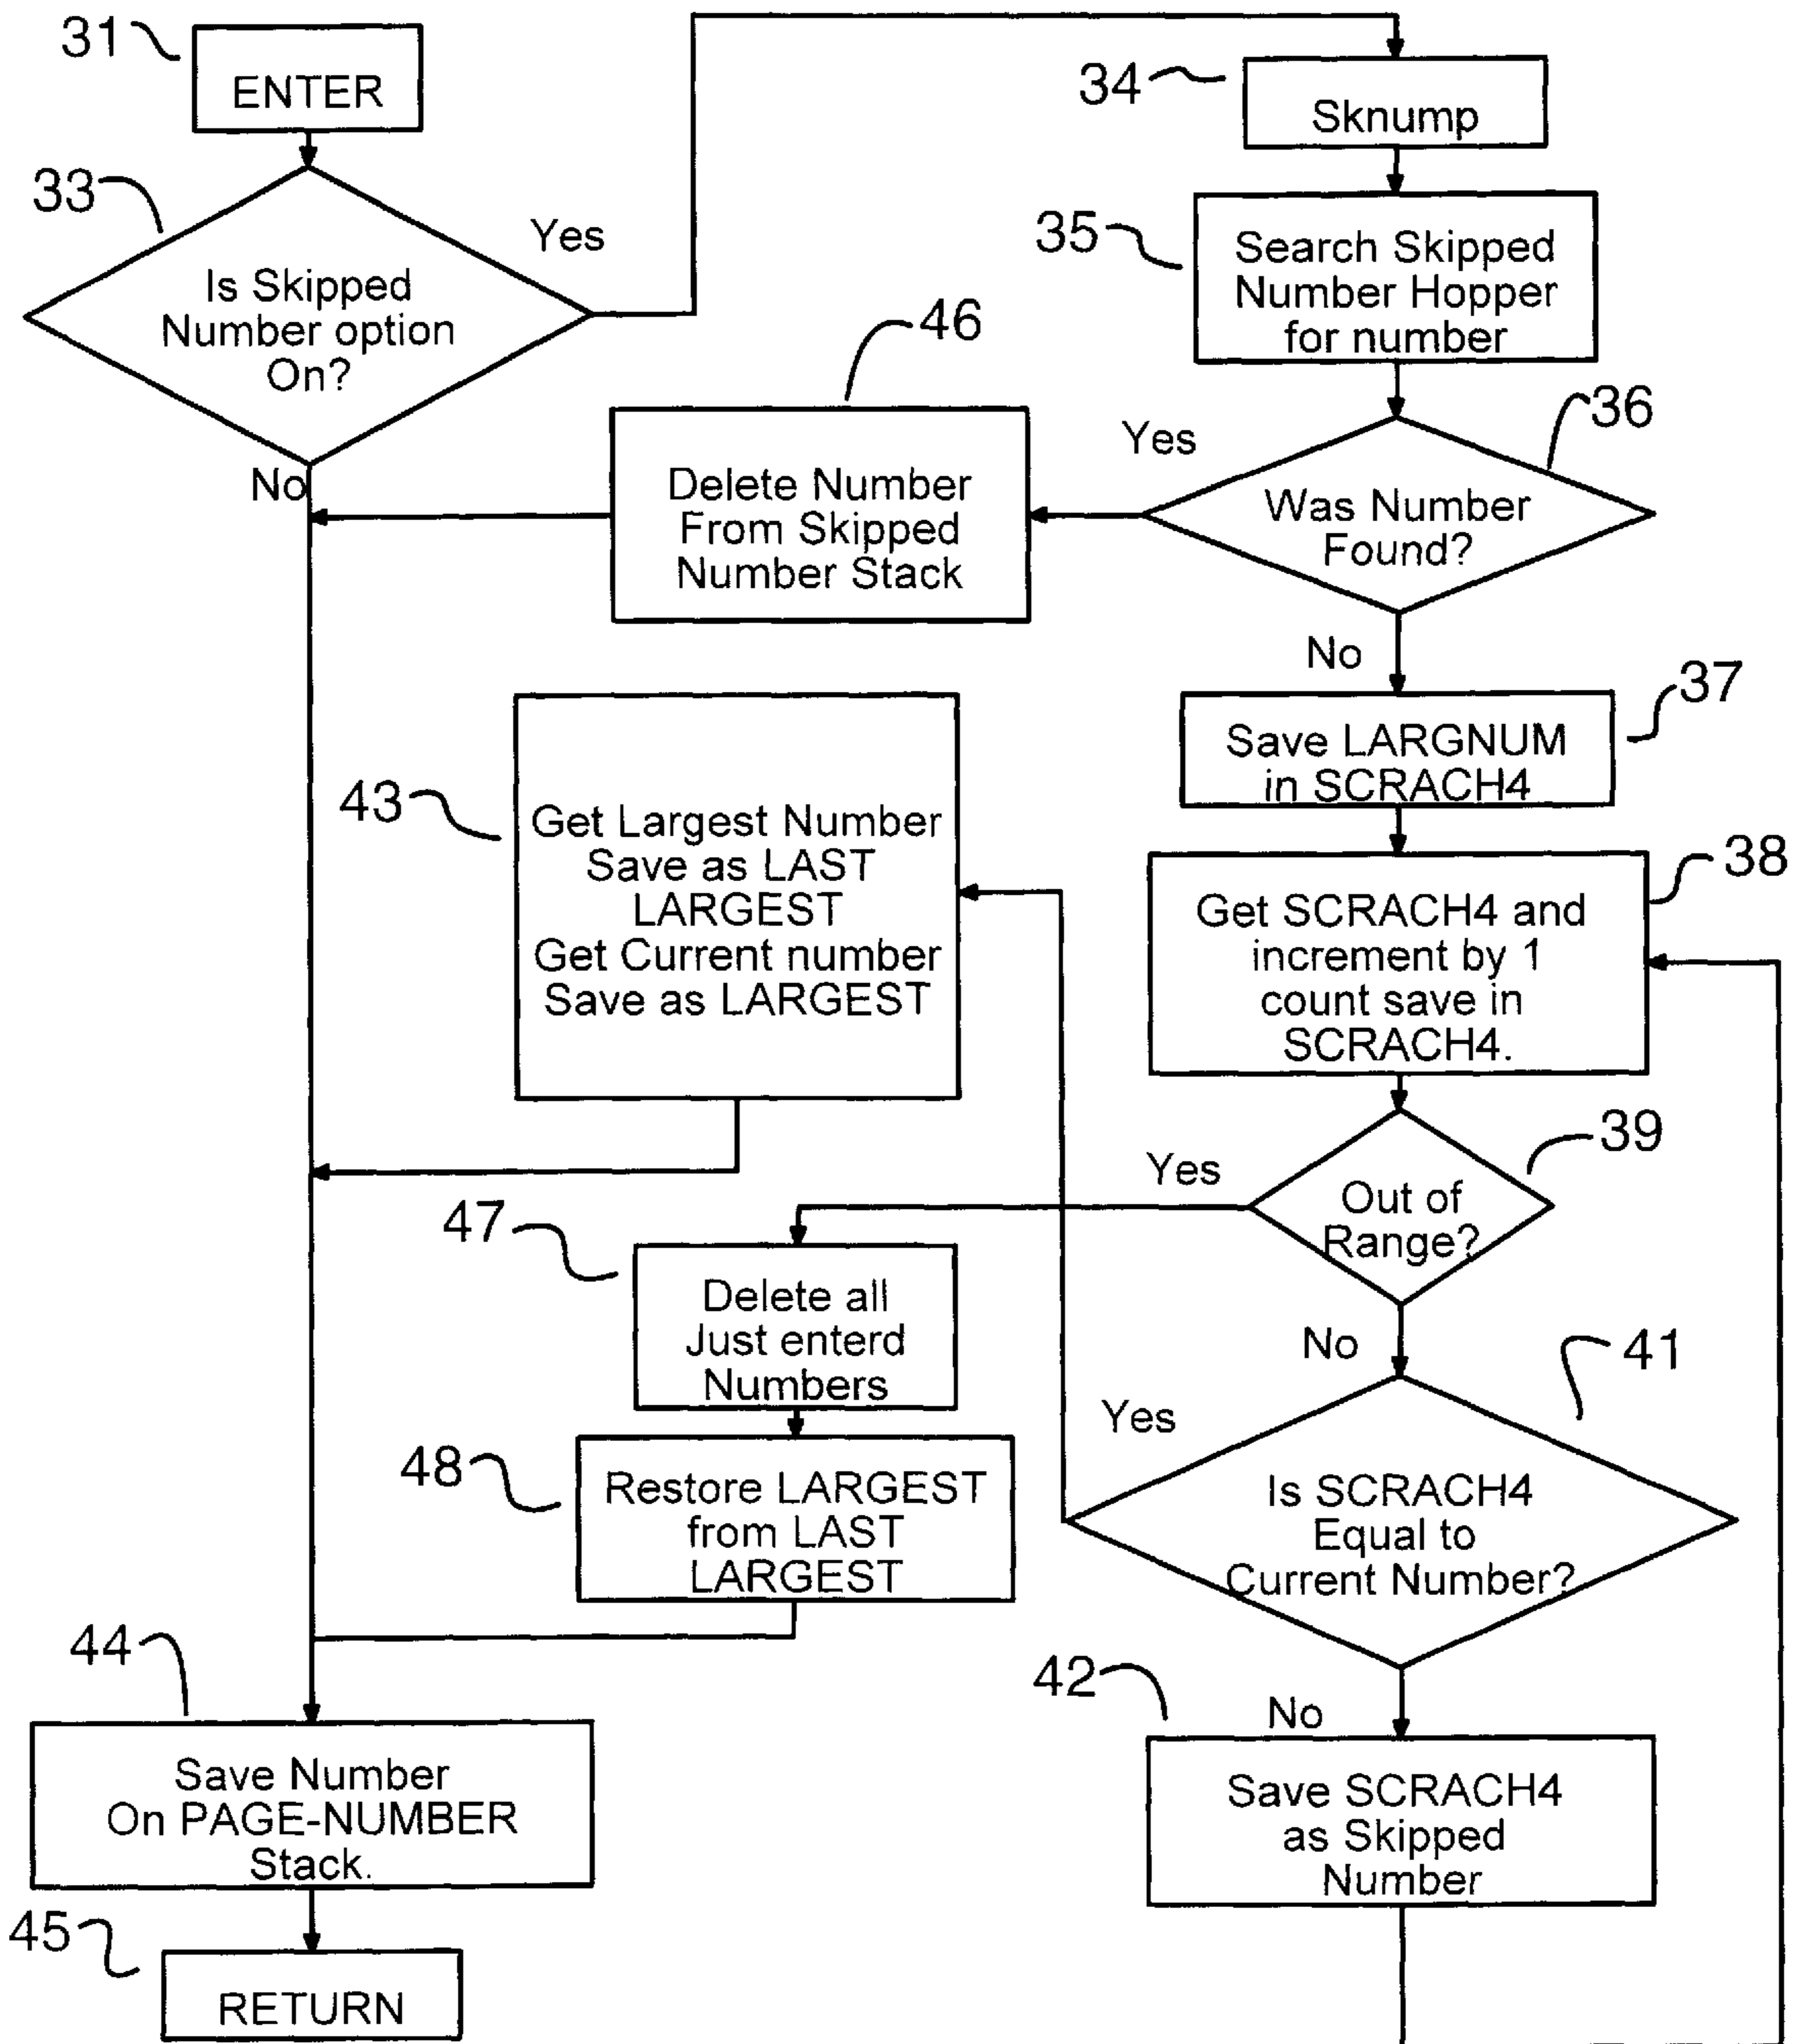 31
ENTER
34
Sknump
33
Yes
Is Skipped
Number option
On?
No
35
Search Skipped
Number Hopper
for number
46
Delete Number
From Skipped
Number Stack
36
Yes
Was Number
Found?
No
37
Save LARGNUM
in SCRACH4
43
Get Largest Number
Save as LAST
LARGEST
Get Current number
Save as LARGEST
38
Get SCRACH4 and
increment by 1
count save in
SCRACH4.
39
Yes
Out of
Range?
No
47
Delete all
Just enterd
Numbers
41
Yes
Is SCRACH4
Equal to
Current Number?
No
48
Restore LARGEST
from LAST
LARGEST
42
Save SCRACH4
as Skipped
Number
44
Save Number
On PAGE-NUMBER
Stack.
45
RETURN